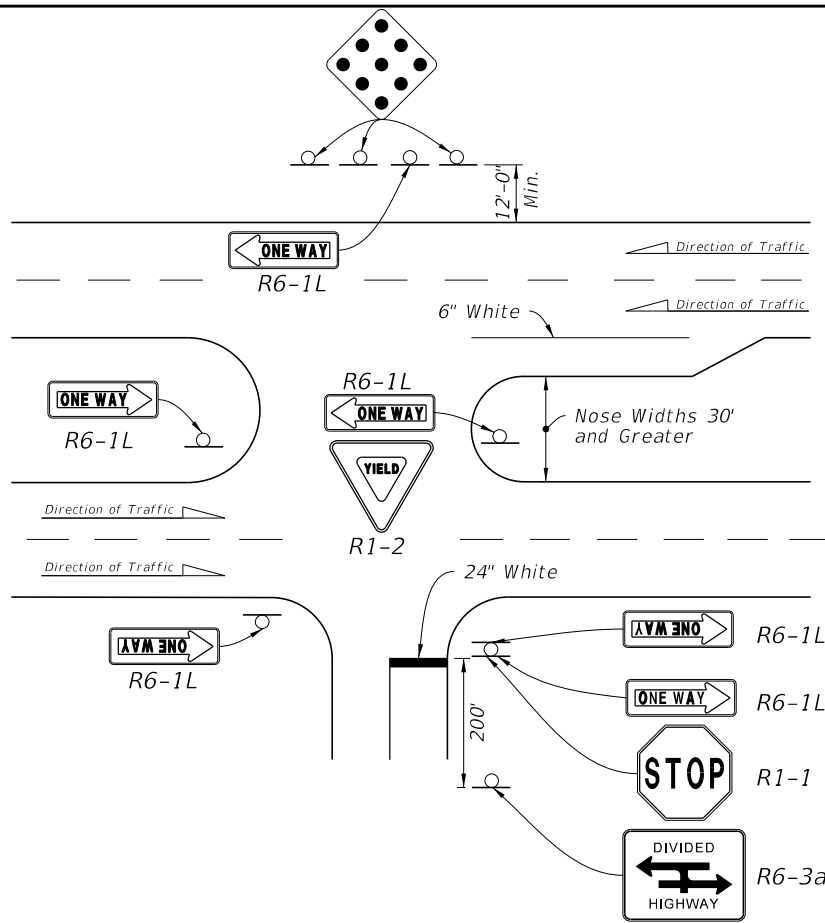 12'-0"
Min.
ONE WAY
R6-1L
Direction of Traffic
Direction of Traffic
6" White
ONE WAY
R6-1L
R6-1L
ONE WAY
Nose Widths 30'
and Greater
YIELD
R1-2
Direction of Traffic
Direction of Traffic
24" White
ONE WAY
R6-1L
ONE WAY
R6-1L
ONE WAY
R6-1L
200'
STOP
R1-1
DIVIDED
HIGHWAY
R6-3a